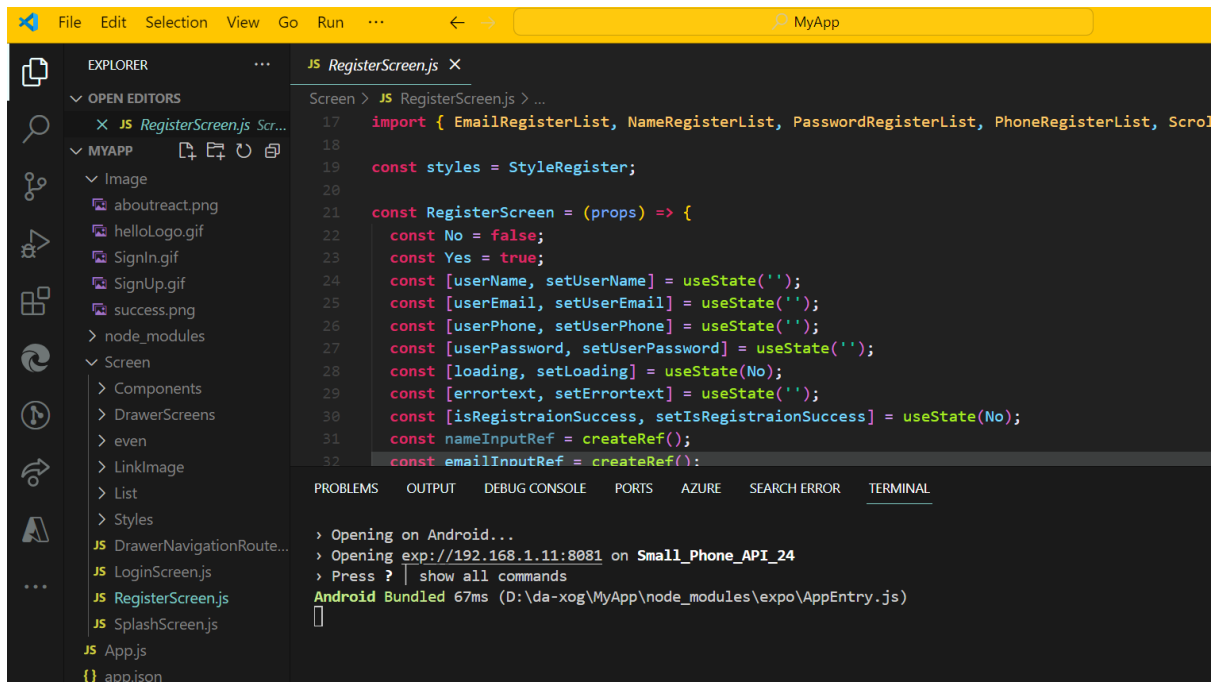 File Edit Selection View Go Run ··· MyApp
EXPLORER ···
OPEN EDITORS
JS RegisterScreen.js Scr...
MYAPP
Image
aboutreact.png
helloLogo.gif
SignIn.gif
SignUp.gif
success.png
node_modules
Screen
Components
DrawerScreens
even
LinkImage
List
Styles
JS DrawerNavigationRoute...
JS LoginScreen.js
JS RegisterScreen.js
JS SplashScreen.js
JS App.js
{} app.json
JS RegisterScreen.js
Screen > JS RegisterScreen.js > ...
17 import { EmailRegisterList, NameRegisterList, PasswordRegisterList, PhoneRegisterList, Scrol
18
19 const styles = StyleRegister;
20
21 const RegisterScreen = (props) => {
22 const No = false;
23 const Yes = true;
24 const [userName, setUserName] = useState('');
25 const [userEmail, setUserEmail] = useState('');
26 const [userPhone, setUserPhone] = useState('');
27 const [userPassword, setUserPassword] = useState('');
28 const [loading, setLoading] = useState(No);
29 const [errortext, setErrortext] = useState('');
30 const [isRegistraionSuccess, setIsRegistraionSuccess] = useState(No);
31 const nameInputRef = createRef();
32 const emailInputRef = createRef();
PROBLEMS OUTPUT DEBUG CONSOLE PORTS AZURE SEARCH ERROR TERMINAL
› Opening on Android...
› Opening exp://192.168.1.11:8081 on Small_Phone_API_24
› Press ? │ show all commands
Android Bundled 67ms (D:\da-xog\MyApp\node_modules\expo\AppEntry.js)